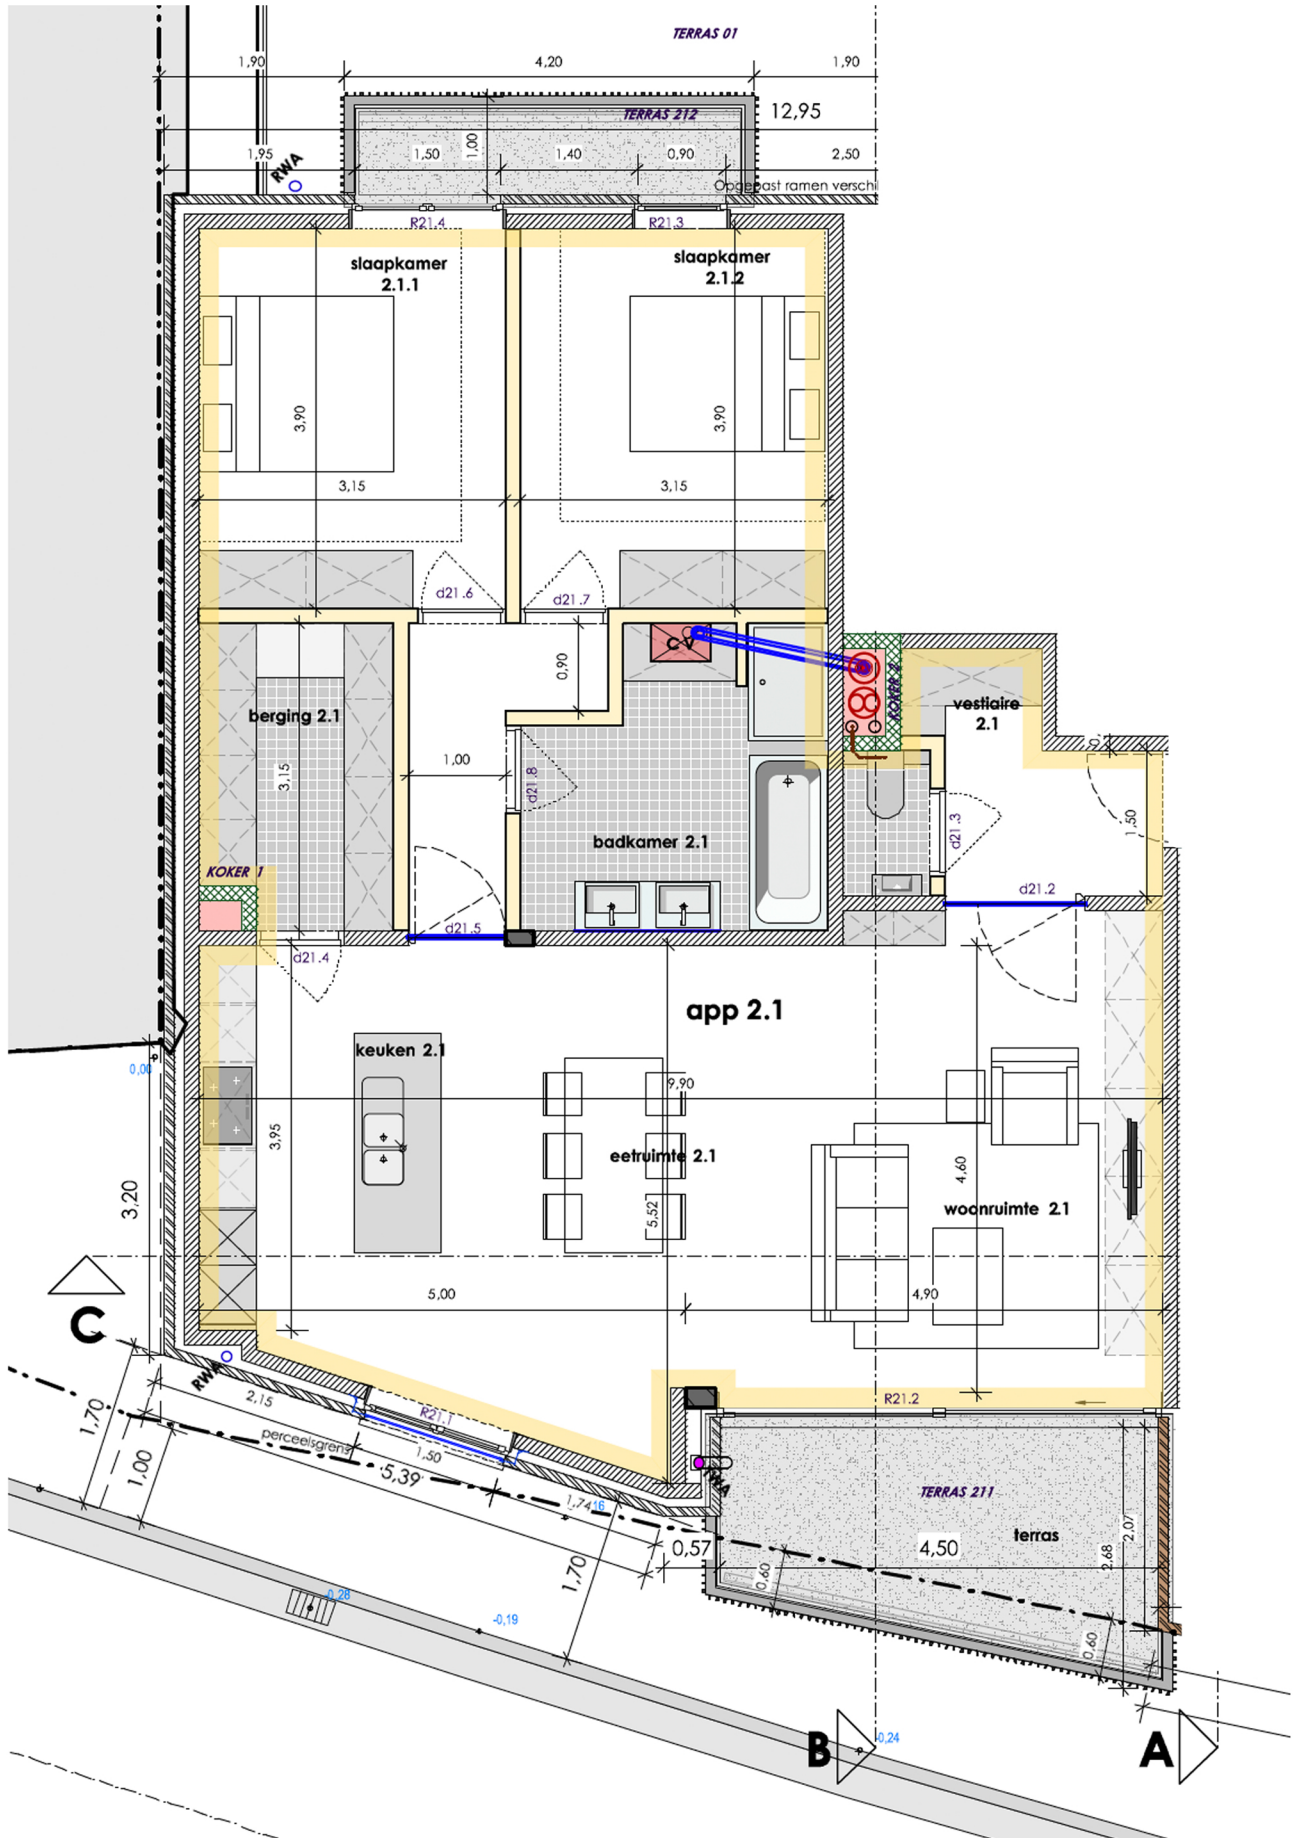 TERRAS 01
1,90
4,20
1,90
TERRAS 212
12,95
1,95
RWA
1,50
1,00
1,40
0,90
2,50
Opgepast ramen verschi
R21.4
R21.3
slaapkamer
2.1.1
slaapkamer
2.1.2
3,90
3,90
3,15
3,15
d21.6
d21.7
CV
0,90
KOKER 2
berging 2.1
vestiaire
2.1
3,15
1,00
d21.8
badkamer 2.1
d21.3
1,50
KOKER 1
d21.2
d21.5
d21.4
app 2.1
keuken 2.1
0,00
9,90
3,95
eetruimte 2.1
4,60
3,20
5,52
woonruimte 2.1
5,00
4,90
C
RWA
2,15
R21.1
R21.2
1,70
perceelsgrens
1,50
1,00
5,39
RWA
TERRAS 211
1,74
16
terras
2,07
0,57
4,50
2,68
1,70
0,60
-0,28
-0,19
0,60
B
-0,24
A